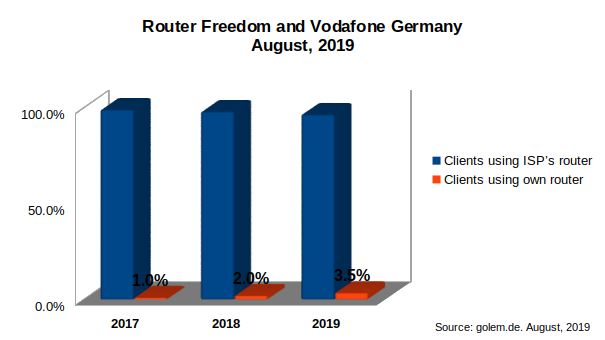 Router Freedom and Vodafone Germany
August, 2019
100.0%
50.0%
0.0%
1.0%
2.0%
3.5%
2017
2018
2019
Clients using ISP's router
Clients using own router
Source: golem.de. August, 2019